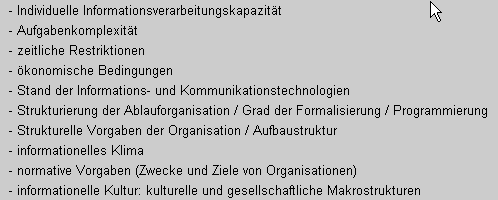 - Individuelle Informationsverarbeitungskapazität
- Aufgabenkomplexität
- zeitliche Restriktionen
- ökonomische Bedingungen
- Stand der Informations- und Kommunikationstechnologien
- Strukturierung der Ablauforganisation / Grad der Formalisierung / Programmierung
- Strukturelle Vorgaben der Organisation / Aufbaustruktur
- informationelles Klima
- normative Vorgaben (Zwecke und Ziele von Organisationen)
- informationelle Kultur: kulturelle und gesellschaftliche Makrostrukturen